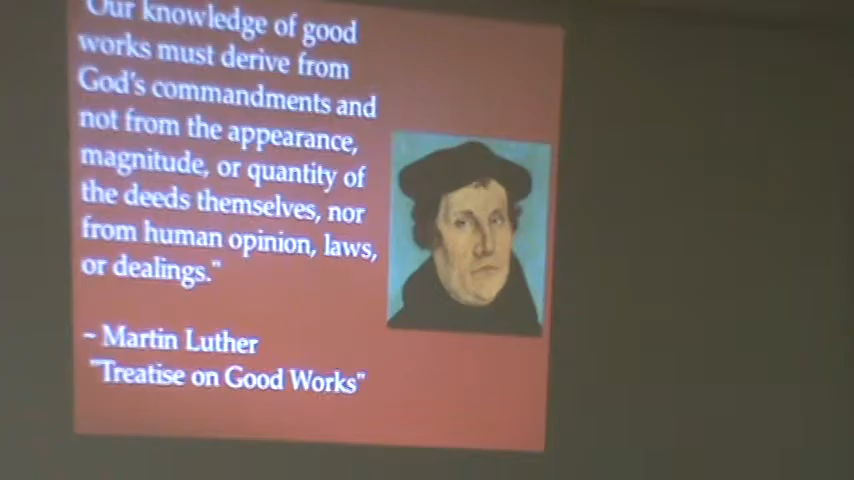 "Our knowledge of good
works must derive from
God's commandments and
not from the appearance,
magnitude, or quantity of
the deeds themselves, nor
from human opinion, laws,
or dealings."
~ Martin Luther
"Treatise on Good Works"